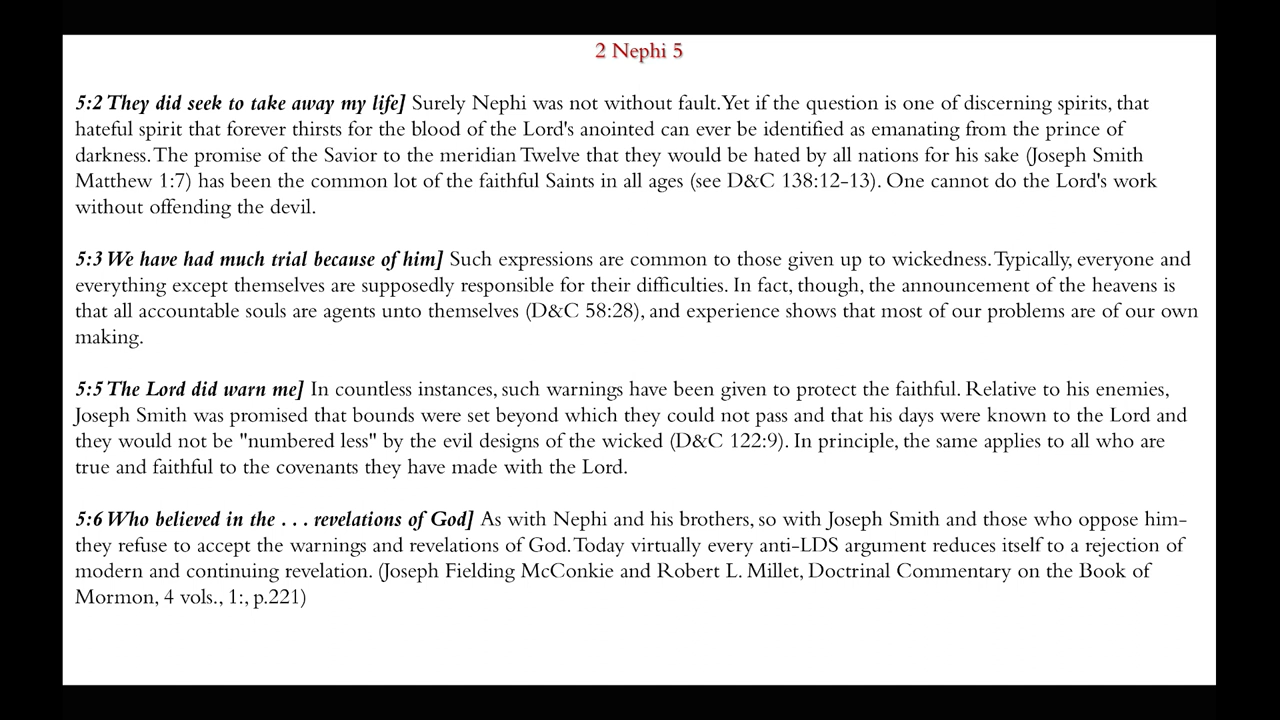 2 Nephi 5
5:2 They did seek to take away my life] Surely Nephi was not without fault. Yet if the question is one of discerning spirits, that
hateful spirit that forever thirsts for the blood of the Lord's anointed can ever be identified as emanating from the prince of
darkness. The promise of the Savior to the meridian Twelve that they would be hated by all nations for his sake (Joseph Smith
Matthew 1:7) has been the common lot of the faithful Saints in all ages (see D&C 138:12-13). One cannot do the Lord's work
without offending the devil.
5:3 We have had much trial because of him] Such expressions are common to those given up to wickedness. Typically, everyone and
everything except themselves are supposedly responsible for their difficulties. In fact, though, the announcement of the heavens is
that all accountable souls are agents unto themselves (D&C 58:28), and experience shows that most of our problems are of our own
making.
5:5 The Lord did warn me] In countless instances, such warnings have been given to protect the faithful. Relative to his enemies,
Joseph Smith was promised that bounds were set beyond which they could not pass and that his days were known to the Lord and
they would not be "numbered less" by the evil designs of the wicked (D&C 122:9). In principle, the same applies to all who are
true and faithful to the covenants they have made with the Lord.
5:6 Who believed in the . . . revelations of God] As with Nephi and his brothers, so with Joseph Smith and those who oppose him-
they refuse to accept the warnings and revelations of God. Today virtually every anti-LDS argument reduces itself to a rejection of
modern and continuing revelation. (Joseph Fielding McConkie and Robert L. Millet, Doctrinal Commentary on the Book of
Mormon, 4 vols., 1:, p.221)